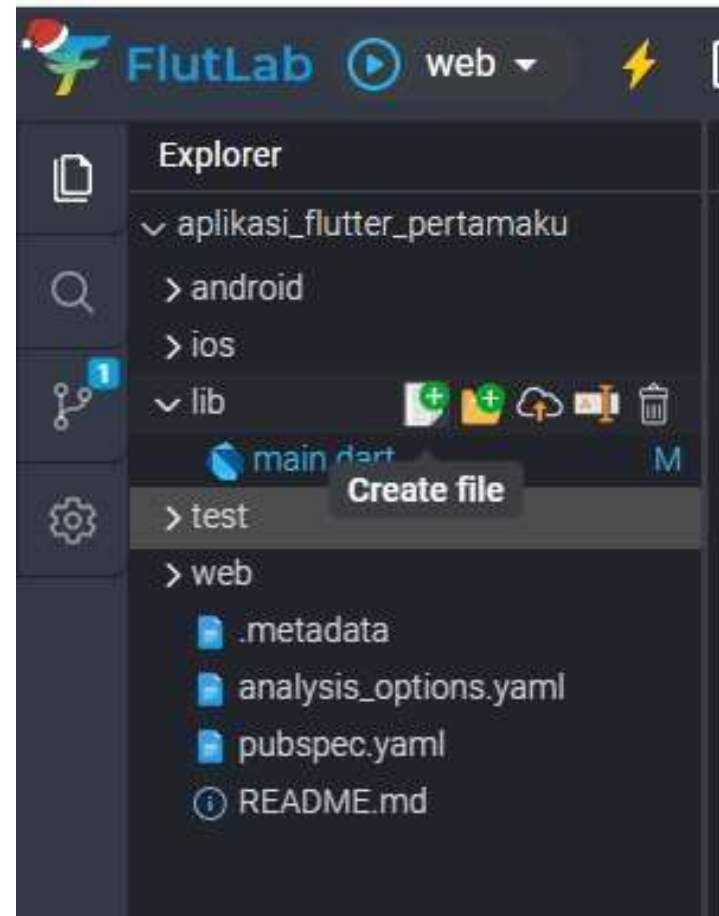 FlutLab web
Explorer
aplikasi_flutter_pertamaku
android
ios
1
lib
main.dart M
Create file
test
web
.metadata
analysis_options.yaml
pubspec.yaml
README.md